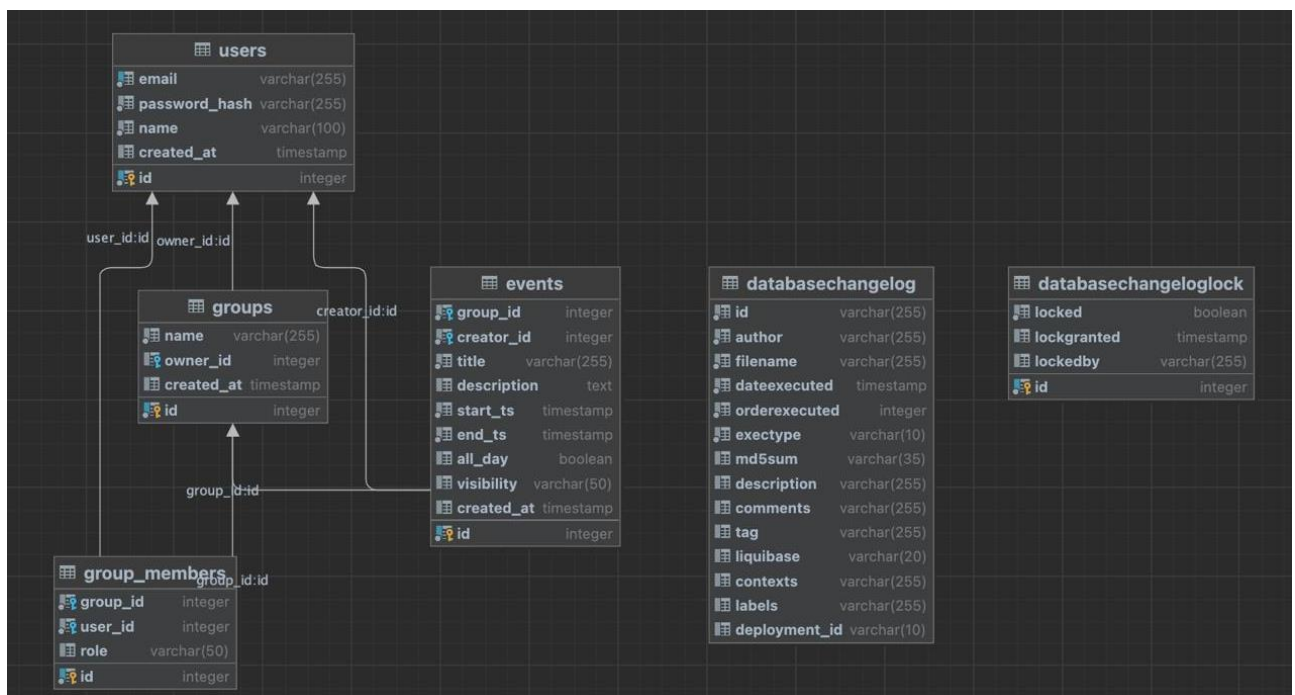 users
email varchar(255)
password_hash varchar(255)
name varchar(100)
created_at timestamp
id integer
user_id:id
owner_id:id
creator_id:id
groups
name varchar(255)
owner_id integer
created_at timestamp
id integer
group_id:id
group_id:id
group_members
group_id integer
user_id integer
role varchar(50)
id integer
events
group_id integer
creator_id integer
title varchar(255)
description text
start_ts timestamp
end_ts timestamp
all_day boolean
visibility varchar(50)
created_at timestamp
id integer
databasechangelog
id varchar(255)
author varchar(255)
filename varchar(255)
dateexecuted timestamp
orderexecuted integer
exectype varchar(10)
md5sum varchar(35)
description varchar(255)
comments varchar(255)
tag varchar(255)
liquibase varchar(20)
contexts varchar(255)
labels varchar(255)
deployment_id varchar(10)
databasechangeloglock
locked boolean
lockgranted timestamp
lockedby varchar(255)
id integer